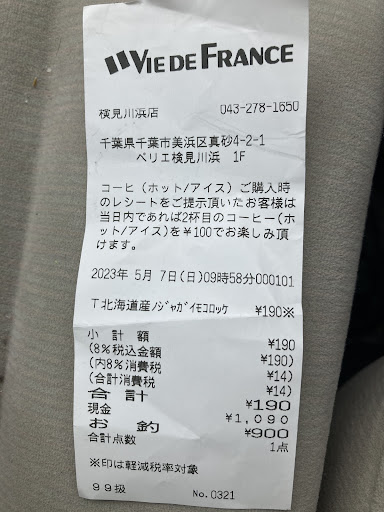 VIE DE FRANCE
検見川浜店 043-278-1650
千葉県千葉市美浜区真砂4-2-1
ペリエ検見川浜 1F
コーヒ(ホット/アイス)ご購入時
のレシートをご提示頂いたお客様は
当日内であれば2杯目のコーヒー(ホ
ット/アイス)を¥100でお楽しみ頂
けます。
2023年 5月 7日(日)09時58分000101
T北海道産ノジャガイモコロッケ ¥190※
小 計 額 ¥190
(8%税込金額 ¥190)
(内8%消費税 ¥14)
(合計消費税 ¥14)
合 計 ¥190
現金 ¥1,090
お 釣 ¥900
合計点数 1点
※印は軽減税率対象
99扱 No.0321